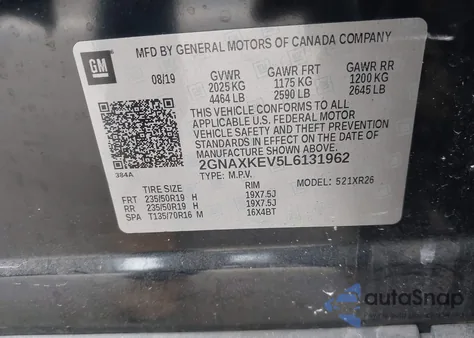 MFD BY GENERAL MOTORS OF CANADA COMPANY
GM
08/19 GVWR GAWR FRT GAWR RR
2025 KG 1175 KG 1200 KG
4464 LB 2590 LB 2645 LB
THIS VEHICLE CONFORMS TO ALL
APPLICABLE U.S. FEDERAL MOTOR
VEHICLE SAFETY STANDARDS IN
EFFECT ON THE DATE OF
MANUFACTURE SHOWN ABOVE.
384A
2GNAXKEV5L6131962
TYPE: M.P.V.
MODEL: 521XR26
TIRE SIZE RIM
FRT 235/50R19 H 19X7.5J
RR 235/50R19 H 19X7.5J
SPA T135/70R16 M 16X4BT
autoSnap